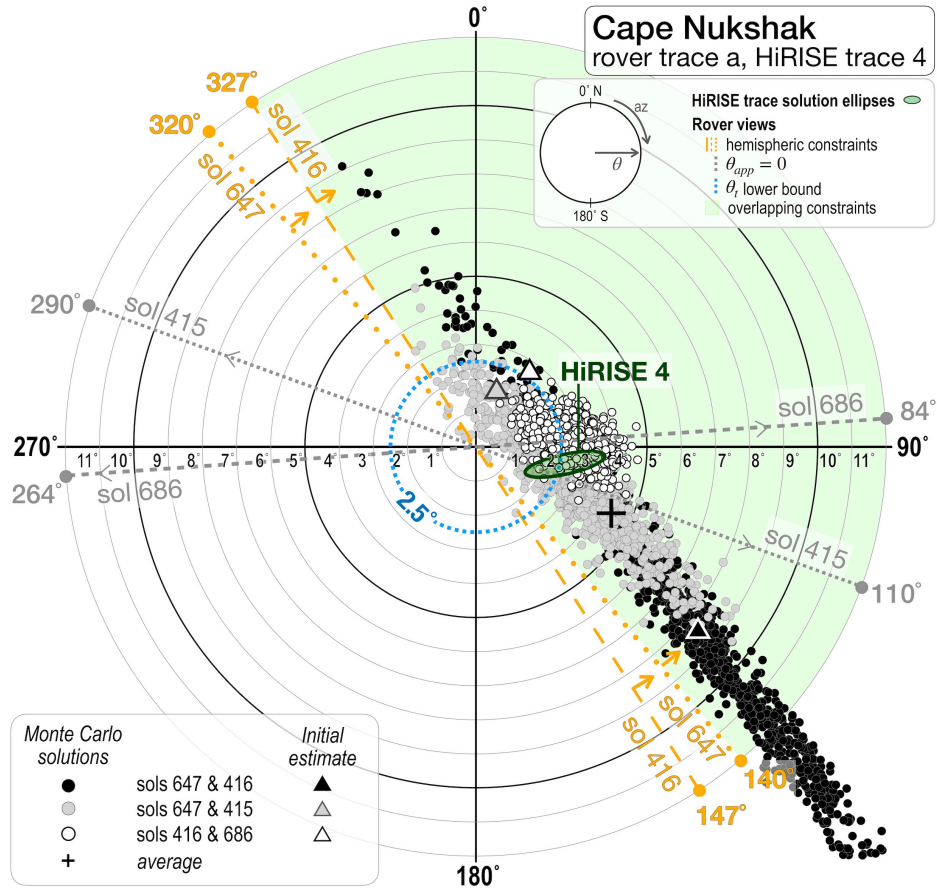 0°
Cape Nukshak
rover trace a, HiRISE trace 4
0° N
az
θ
180° S
HiRISE trace solution ellipses
Rover views
hemispheric constraints
θapp = 0
θt lower bound
overlapping constraints
327°
320°
sol 416
sol 647
290°
sol 415
HiRISE 4
sol 686
84°
270°
11° 10° 9° 8° 7° 6° 5° 4° 3° 2° 1°
1° 5° 6° 7° 8° 9° 10° 11°
90°
264°
sol 686
2.5°
sol 415
110°
sol 647
sol 416
140°
147°
Monte Carlo
solutions
Initial
estimate
sols 647 & 416
sols 647 & 415
sols 416 & 686
average
180°